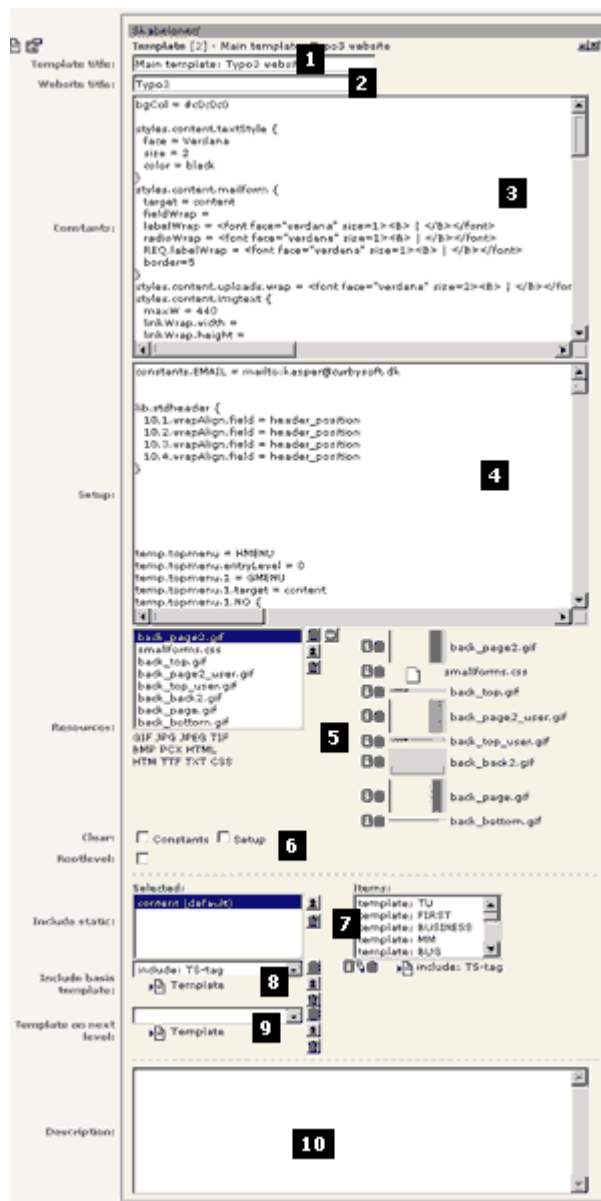 Skabeloner
Template [2] - Main template: Typo3 website
Template title:
Main template: Typo3 website
1
Website title:
Typo3
2
Constants:
bgCol = #c0c0c0
styles.content.textStyle {
face = Verdana
size = 2
color = black
}
styles.content.mailform {
target = content
fieldWrap =
labelWrap = <font face="verdana" size=1><B> | </B></font>
radioWrap = <font face="verdana" size=1><B> | </B></font>
REQ.labelWrap = <font face="verdana" size=1><B> | </B></font>
border=5
}
styles.content.uploads.wrap = <font face="verdana" size=2><B> | </B></for
styles.content.imgtext {
maxW = 440
linkWrap.width =
linkWrap.height =
3
Setup:
constants.EMAIL = mailto:kasper@curbysoft.dk
lib.stdheader {
10.1.wrapAlign.field = header_position
10.2.wrapAlign.field = header_position
10.3.wrapAlign.field = header_position
10.4.wrapAlign.field = header_position
}
temp.topmenu = HMENU
temp.topmenu.entryLevel = 0
temp.topmenu.1 = GMENU
temp.topmenu.1.target = content
temp.topmenu.1.NO {
4
Resources:
back_page2.gif
smallforms.css
back_top.gif
back_page2_user.gif
back_top_user.gif
back_back2.gif
back_page.gif
back_bottom.gif
GIF JPG JPEG TIF
BMP PCX HTML
HTM TTF TXT CSS
5
back_page2.gif
smallforms.css
back_top.gif
back_page2_user.gif
back_top_user.gif
back_back2.gif
back_page.gif
back_bottom.gif
Clear:
Constants Setup
6
Rootlevel:
Include static:
Selected:
content (default)
7
Items:
template; TU
template; FIRST
template; BUSINESS
template; MM
template; BUG
Include basis
template:
include: TS-tag
Template
8
include: TS-tag
Template on next
level:
Template
9
Description:
10